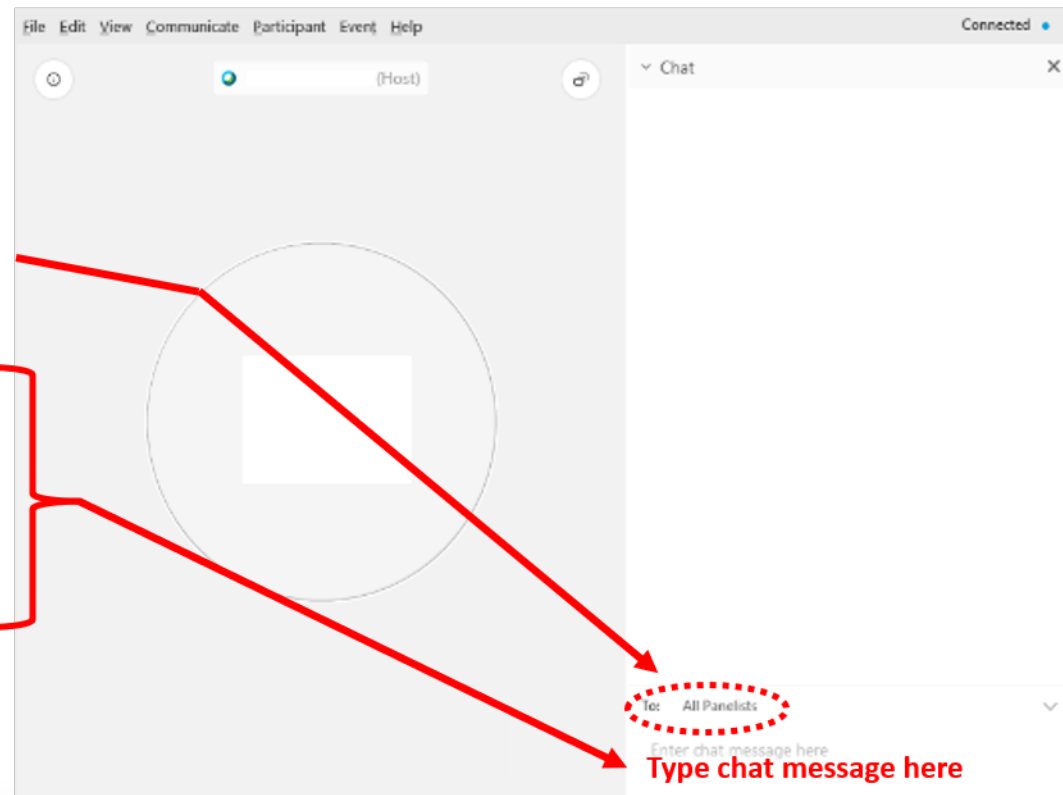 File Edit View Communicate Participant Event Help Connected
Chat
(Host)
To: All Panelists
Enter chat message here
Type chat message here